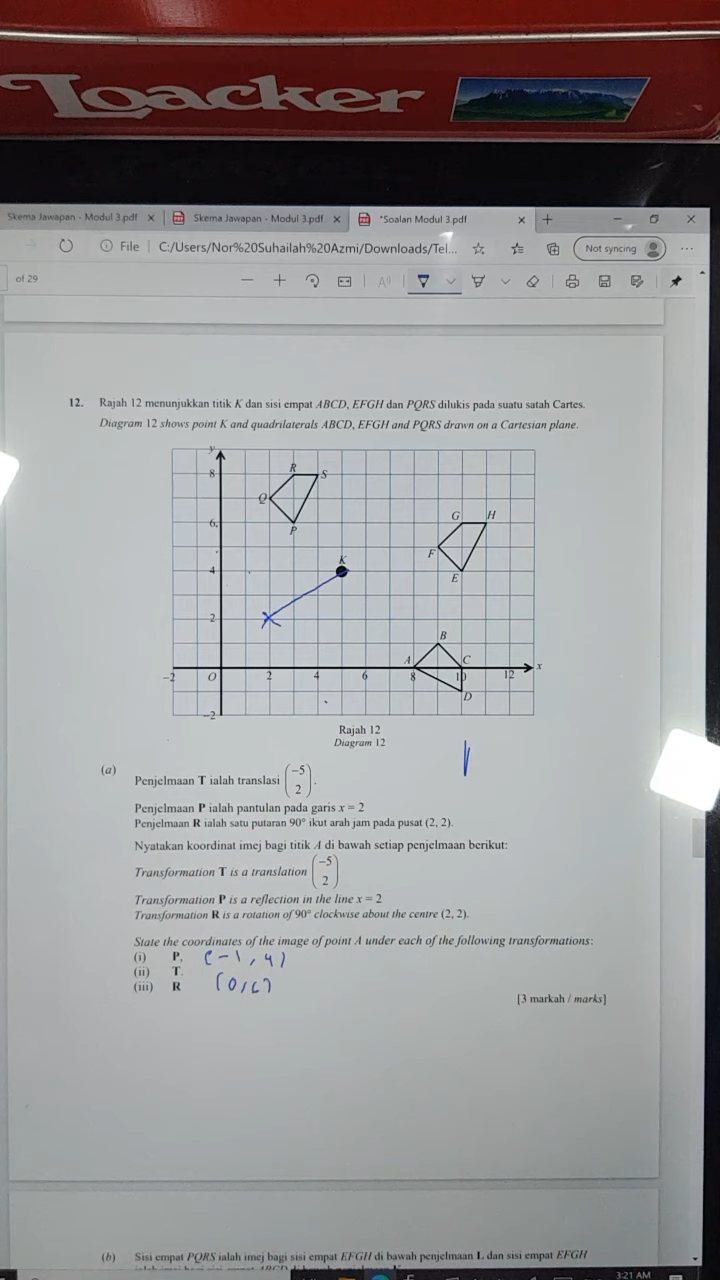 Loacker
Skema Jawapan - Modul 3.pdf × Skema Jawapan - Modul 3.pdf × *Soalan Modul 3.pdf × + − ×
File | C:/Users/Nor%20Suhailah%20Azmi/Downloads/Tel... Not syncing ...
of 29 − +
12. Rajah 12 menunjukkan titik K dan sisi empat ABCD, EFGH dan PQRS dilukis pada suatu satah Cartes.
Diagram 12 shows point K and quadrilaterals ABCD, EFGH and PQRS drawn on a Cartesian plane.
y
8 R S
Q
6 P G H
F
4 K E
2
B
A C x
−2 O 2 4 6 8 10 12
D
−2
Rajah 12
Diagram 12
(a) Penjelmaan T ialah translasi (−5 2).
Penjelmaan P ialah pantulan pada garis x = 2
Penjelmaan R ialah satu putaran 90° ikut arah jam pada pusat (2, 2).
Nyatakan koordinat imej bagi titik A di bawah setiap penjelmaan berikut:
Transformation T is a translation (−5 2)
Transformation P is a reflection in the line x = 2
Transformation R is a rotation of 90° clockwise about the centre (2, 2).
State the coordinates of the image of point A under each of the following transformations:
(i) P, (-1, 4)
(ii) T.
(iii) R
[3 markah / marks]
(b) Sisi empat PQRS ialah imej bagi sisi empat EFGH di bawah penjelmaan L dan sisi empat EFGH
3:21 AM